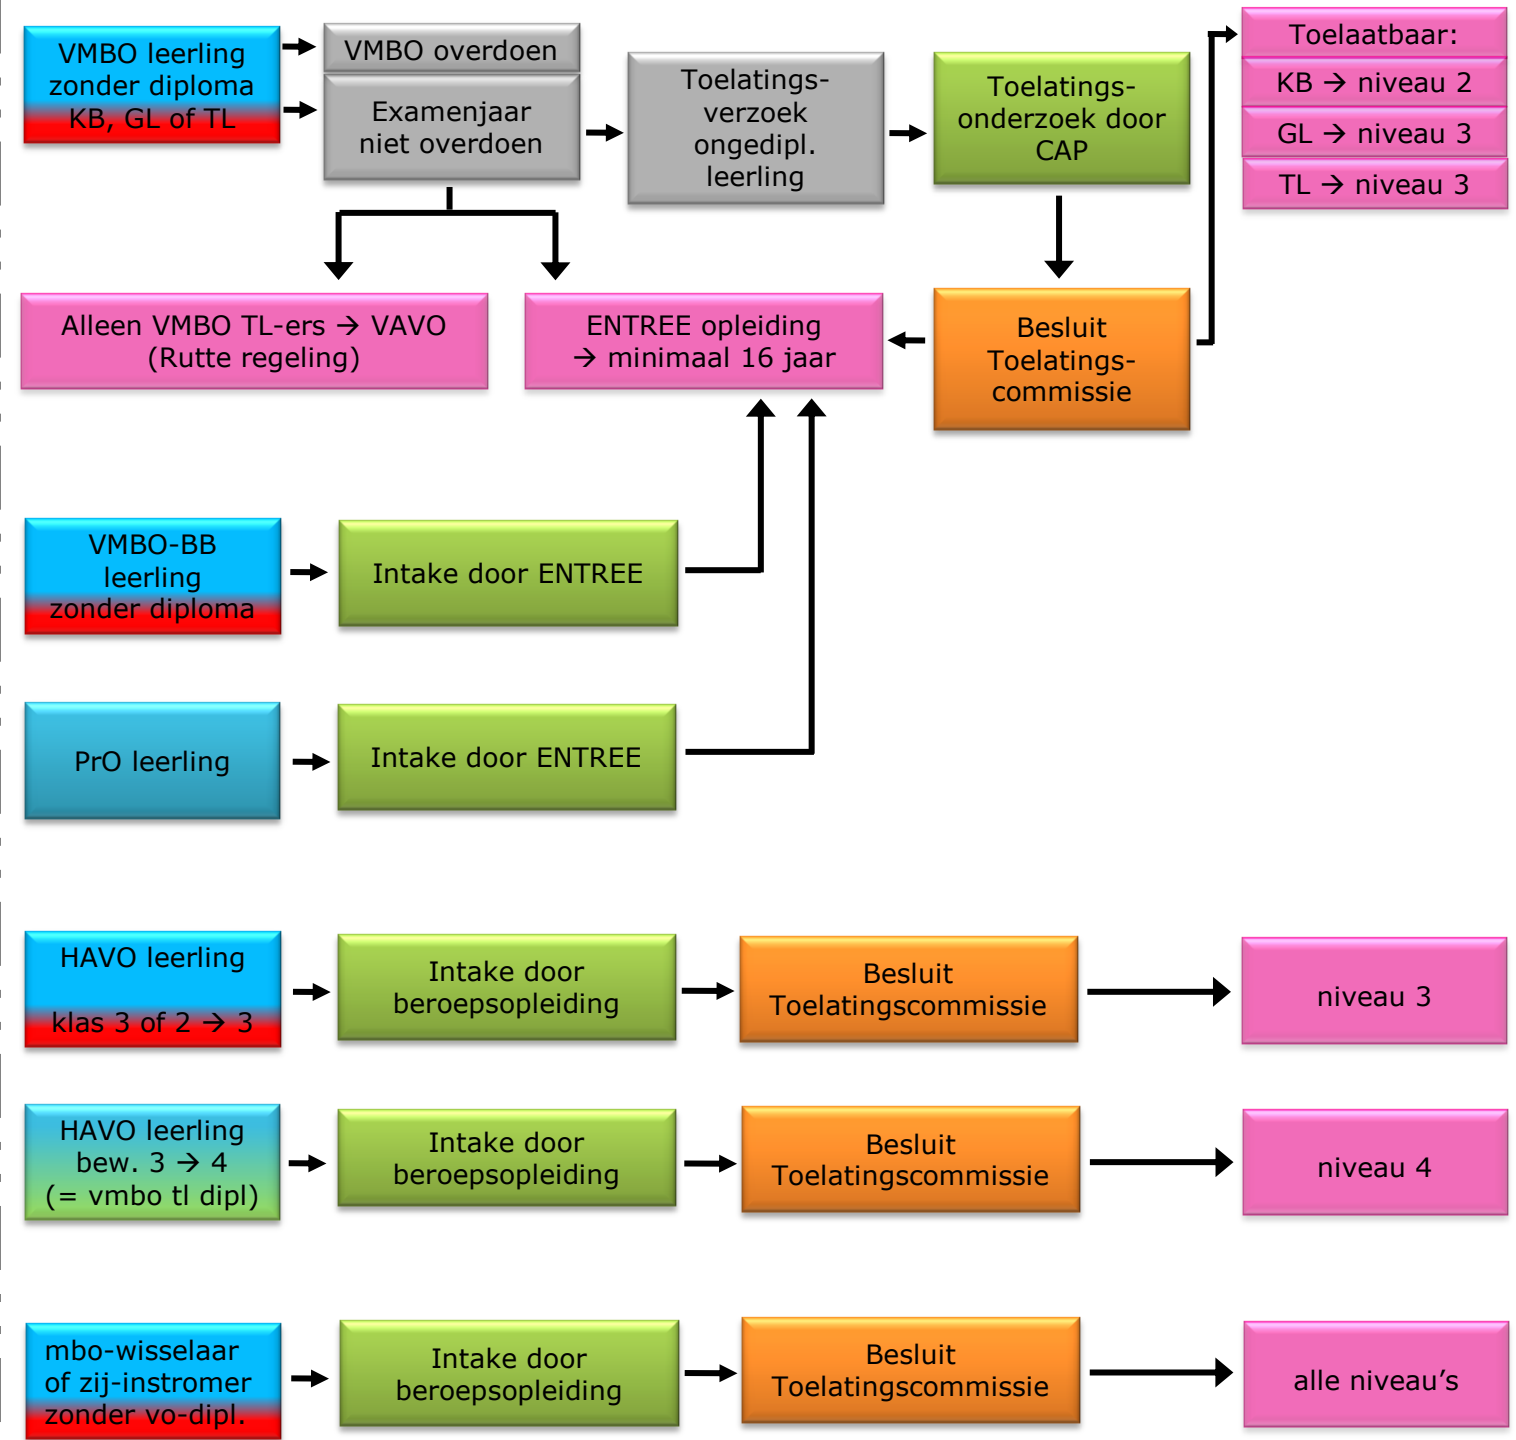 VMBO leerling
zonder diploma
KB, GL of TL
VMBO overdoen
Examenjaar
niet overdoen
Toelatings-
verzoek
ongedipl.
leerling
Toelatings-
onderzoek door
CAP
Toelaatbaar:
KB → niveau 2
GL → niveau 3
TL → niveau 3
Alleen VMBO TL-ers → VAVO
(Rutte regeling)
ENTREE opleiding
→ minimaal 16 jaar
Besluit
Toelatings-
commissie
VMBO-BB
leerling
zonder diploma
Intake door ENTREE
PrO leerling
Intake door ENTREE
HAVO leerling
klas 3 of 2 → 3
Intake door
beroepsopleiding
Besluit
Toelatingscommissie
niveau 3
HAVO leerling
bew. 3 → 4
(= vmbo tl dipl)
Intake door
beroepsopleiding
Besluit
Toelatingscommissie
niveau 4
mbo-wisselaar
of zij-instromer
zonder vo-dipl.
Intake door
beroepsopleiding
Besluit
Toelatingscommissie
alle niveau's